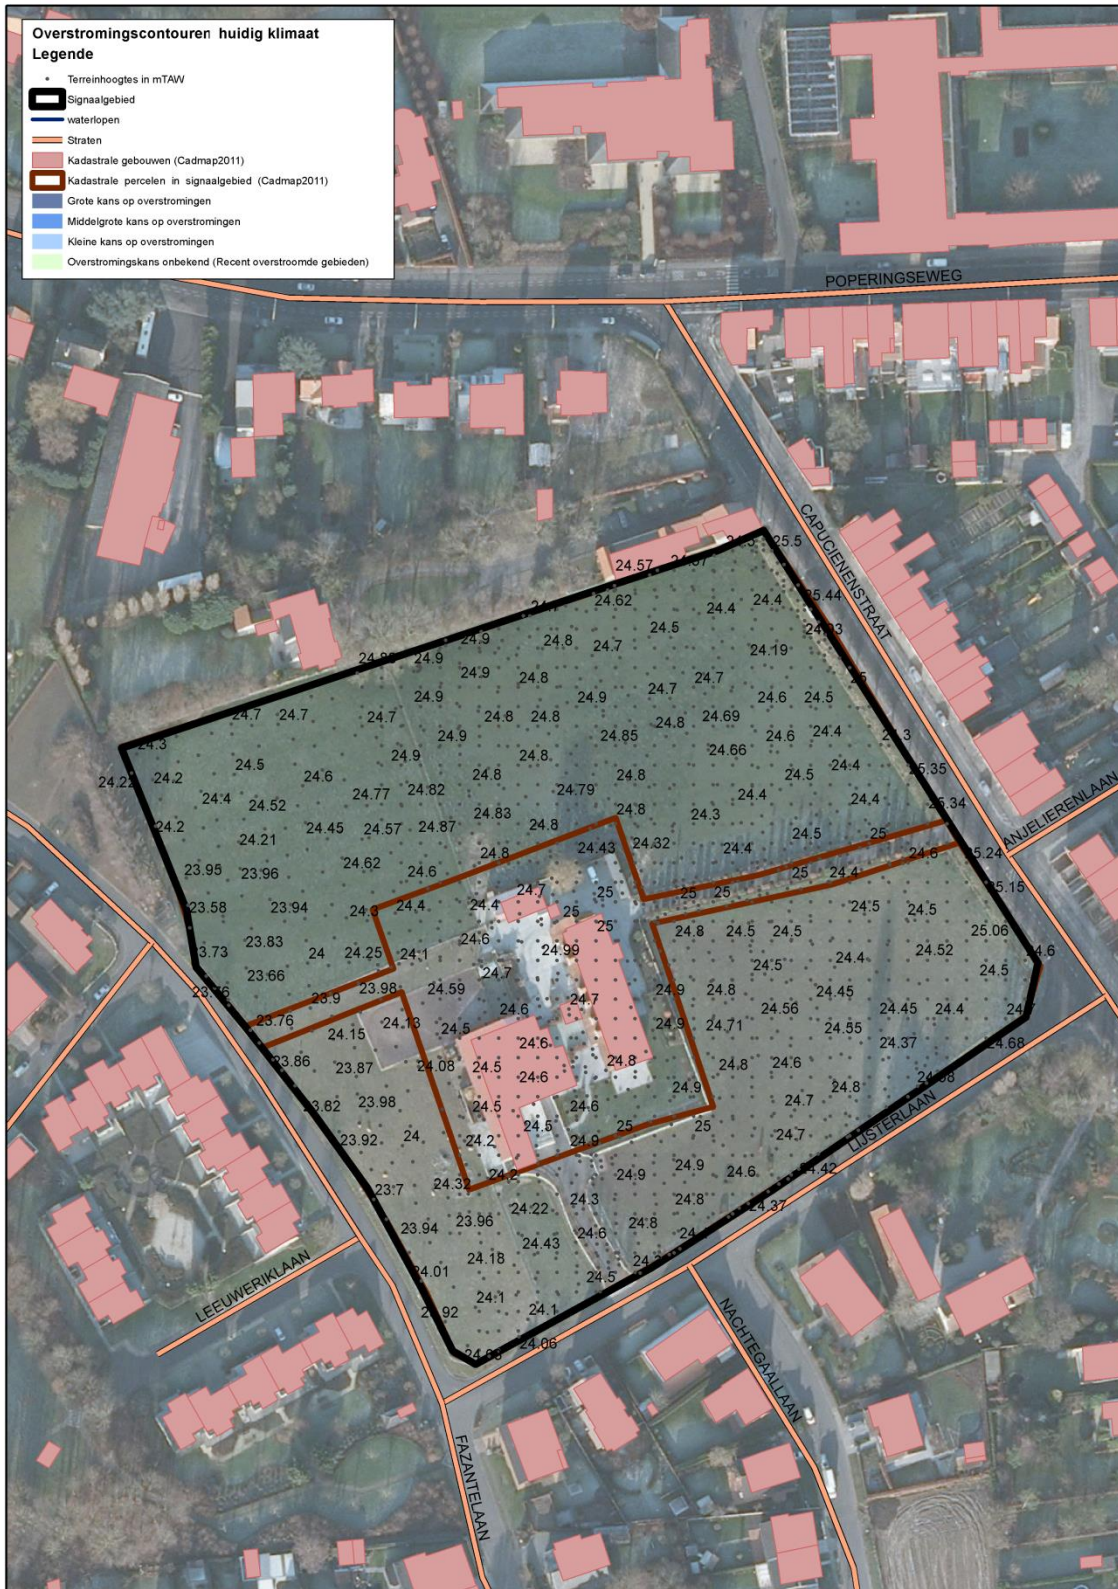 Overstromingscontouren huidig klimaat
Legende
Terreinhoogtes in mTAW
Signaalgebied
waterlopen
Straten
Kadastrale gebouwen (Cadmap2011)
Kadastrale percelen in signaalgebied (Cadmap2011)
Grote kans op overstromingen
Middelgrote kans op overstromingen
Kleine kans op overstromingen
Overstromingskans onbekend (Recent overstroomde gebieden)
POPERINGSEWEG
CAPUCIENENSTRAAT
ANJELIERENLAAN
25.5
24.57
24.62 24.4 24.4 25.44
24.9 24.8 24.7 24.5
24.9 24.19
24.9 24.8 24.7 24.7 25
24.9 24.9 24.6 24.5
24.7 24.7 24.7 24.8 24.8 24.8 24.69
24.3 24.9 24.85 24.6 24.4
24.22 24.2 24.5 24.6 24.9 24.8 24.8 24.8 24.66 24.5 24.4 25.35
24.4 24.52 24.77 24.82 24.79 24.4 24.4 25.34
24.2 24.21 24.45 24.57 24.87 24.83 24.8 24.8 24.3 24.5 25
23.95 23.96 24.62 24.6 24.8 24.43 24.32 24.4 24.6 25.24
23.58 23.94 24.3 24.4 24.4 24.7 25 25 25 25 24.4 25.15
25 25 24.5 24.5
23.73 23.83 24 24.25 24.1 24.6 24.99 24.8 24.5 24.5 24.4 24.52 25.06 24.6
23.66 24.7 24.5 24.5
23.76 23.9 23.98 24.59 24.7 24.9 24.8 24.45
23.76 24.15 24.13 24.5 24.6 24.9 24.71 24.56 24.55 24.45 24.4
23.86 23.87 24.08 24.5 24.6 24.8 24.8 24.6 24.37 24.68
23.82 23.98 24.5 24.6 24.6 24.9 24.7 24.8
23.92 24 24.2 24.5 24.9 25 25 24.7
23.7 24.32 24.2 24.9 24.9 24.6 24.42
23.94 23.96 24.22 24.3 24.8 24.8 24.37
24.18 24.43 24.6
24.01 24.5
24.1 24.1
24.06
LIJSTERLAAN
LEEUWERIKLAAN
NACHTEGAALLAAN
FAZANTELAAN